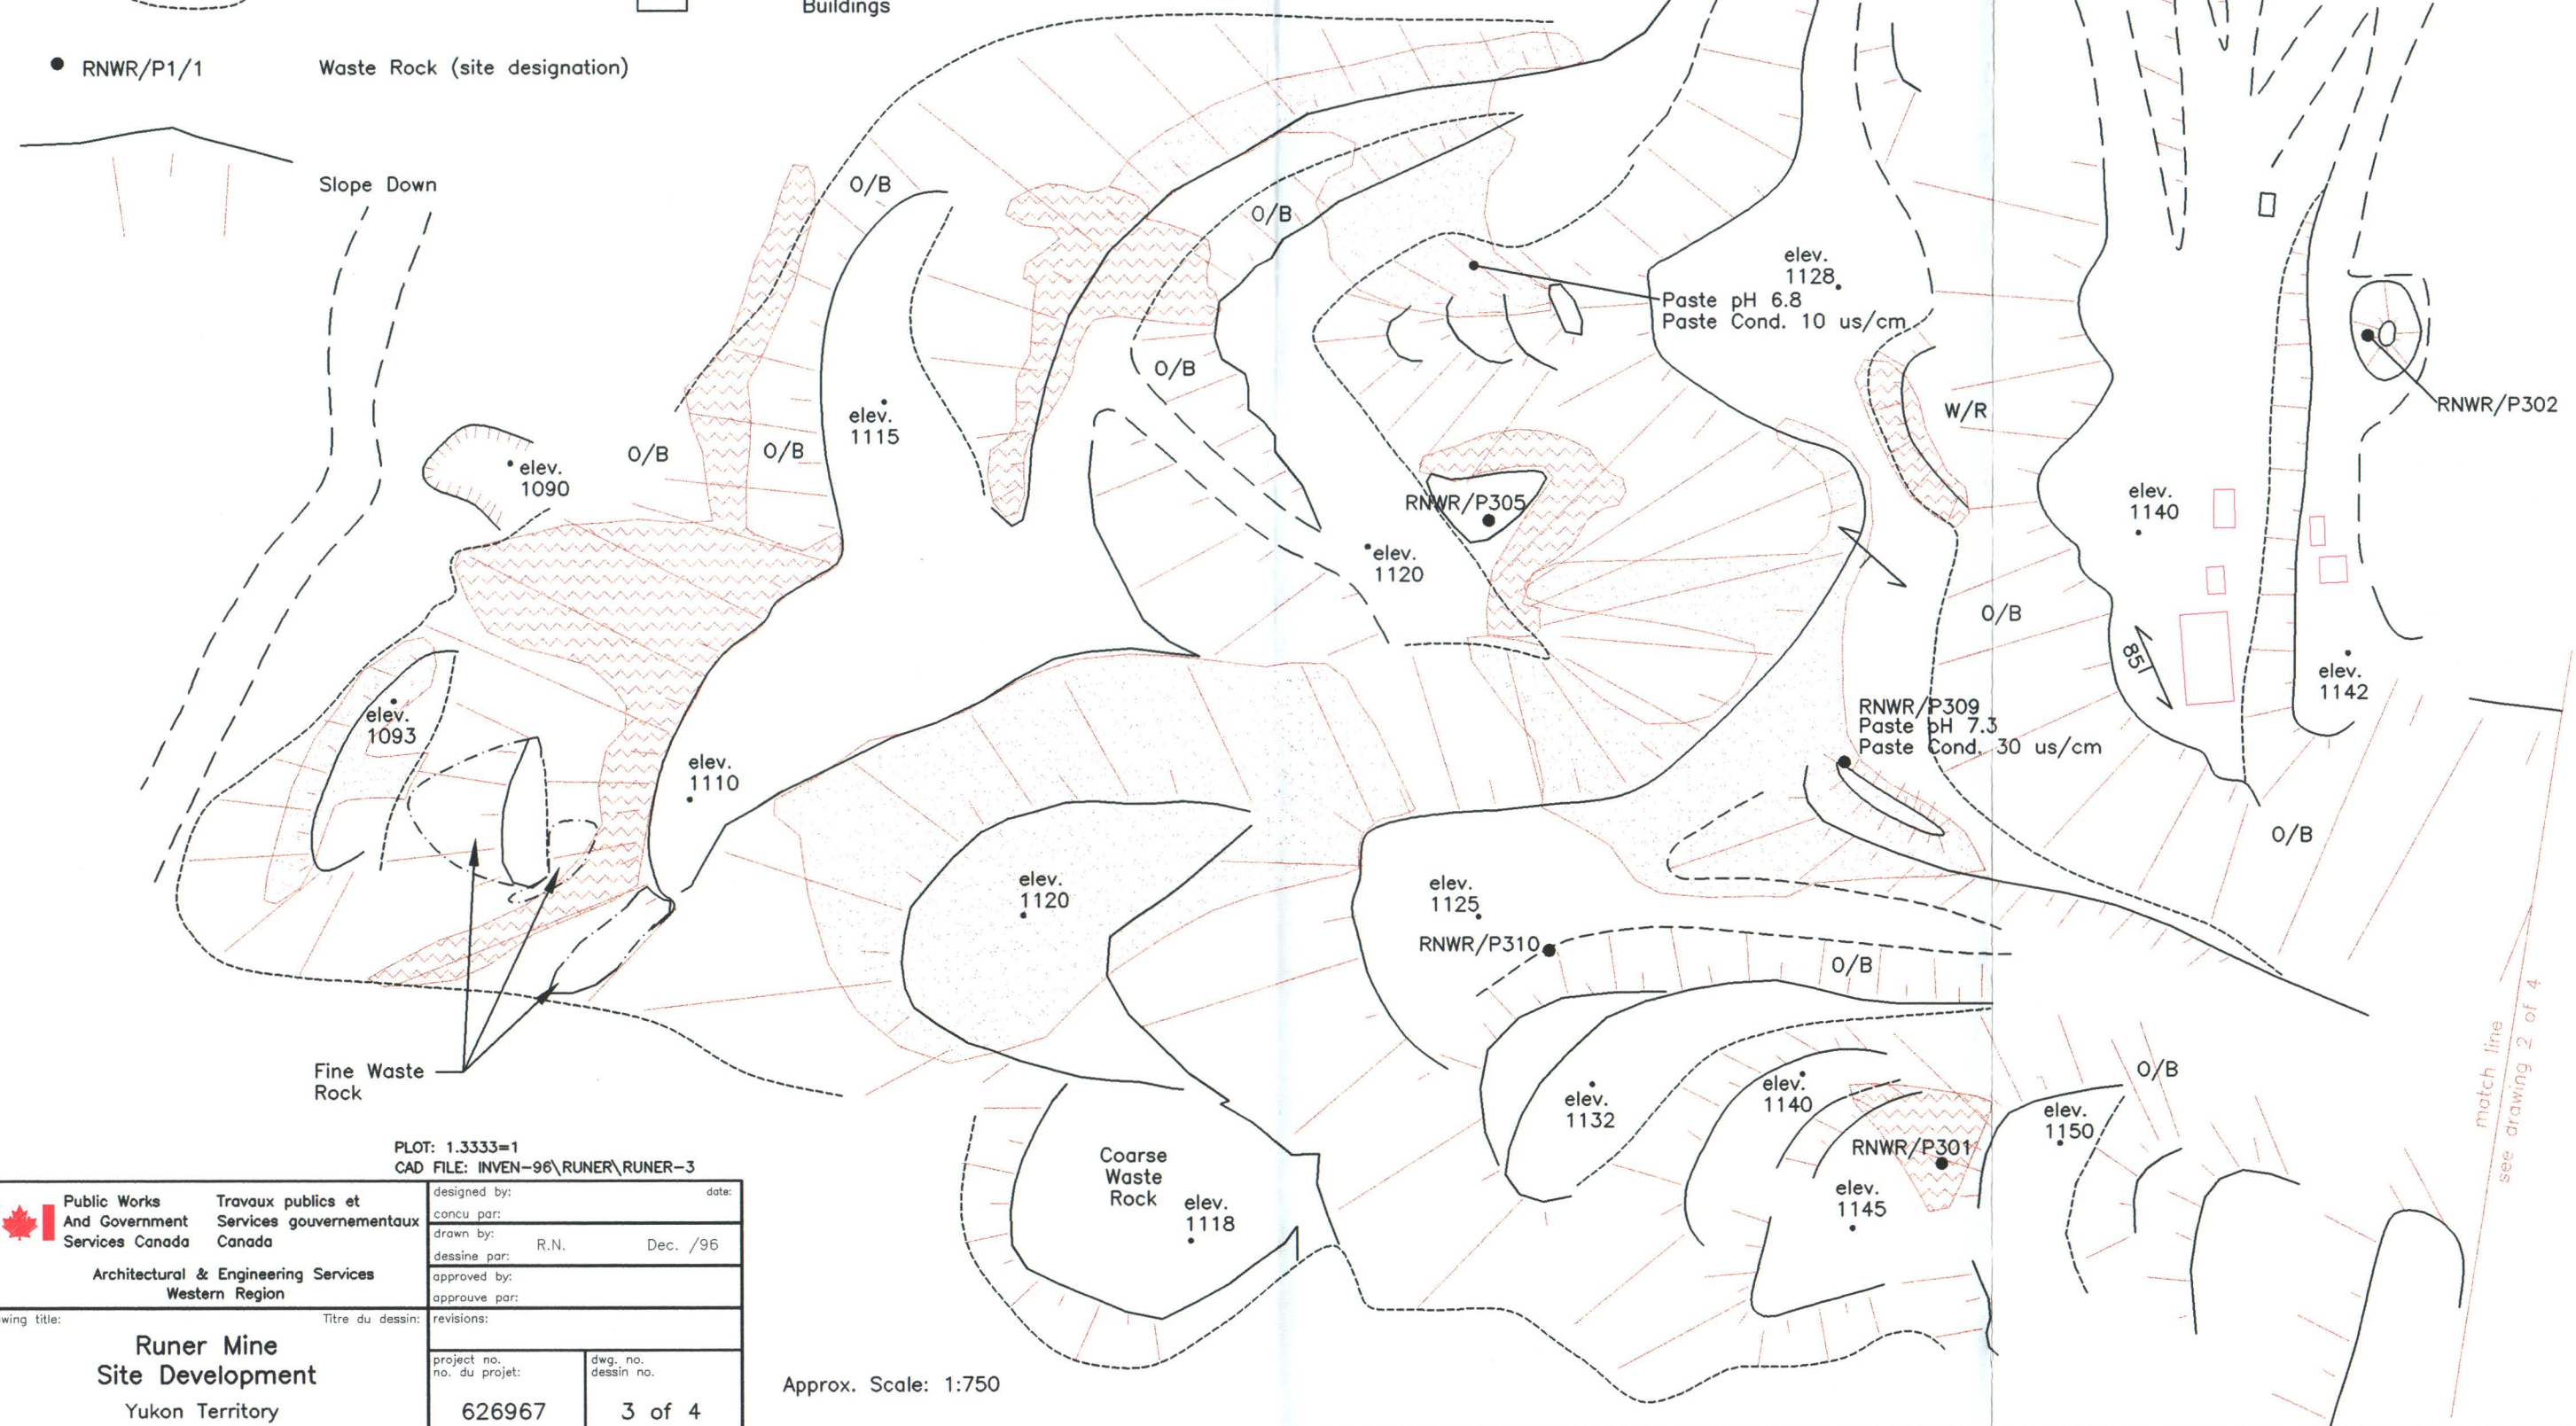 Buildings
RNWR/P1/1 Waste Rock (site designation)
Slope Down
O/B
O/B
elev.
1128
Paste pH 6.8
Paste Cond. 10 us/cm
O/B
elev.
1115
W/R
RNWR/P302
O/B
O/B
elev.
1090
RNWR/P305
elev.
1140
elev.
1120
O/B
85
elev.
1142
elev.
1093
RNWR/P309
Paste pH 7.3
Paste Cond. 30 us/cm
elev.
1110
O/B
elev.
1120
elev.
1125
RNWR/P310
O/B
Fine Waste
Rock
elev.
1132
elev.
1140
O/B
elev.
1150
RNWR/P301
elev.
1145
Coarse
Waste
Rock
elev.
1118
match line
see drawing 2 of 4
PLOT: 1.3333=1
CAD FILE: INVEN-96\RUNER\RUNER-3
Public Works
And Government
Services Canada
Travaux publics et
Services gouvernementaux
Canada
Architectural & Engineering Services
Western Region
designed by: date:
concu par:
drawn by:
dessine par: R.N. Dec. /96
approved by:
approuve par:
wing title: Titre du dessin:
Runer Mine
Site Development
Yukon Territory
revisions:
project no.
no. du projet:
626967
dwg. no.
dessin no.
3 of 4
Approx. Scale: 1:750